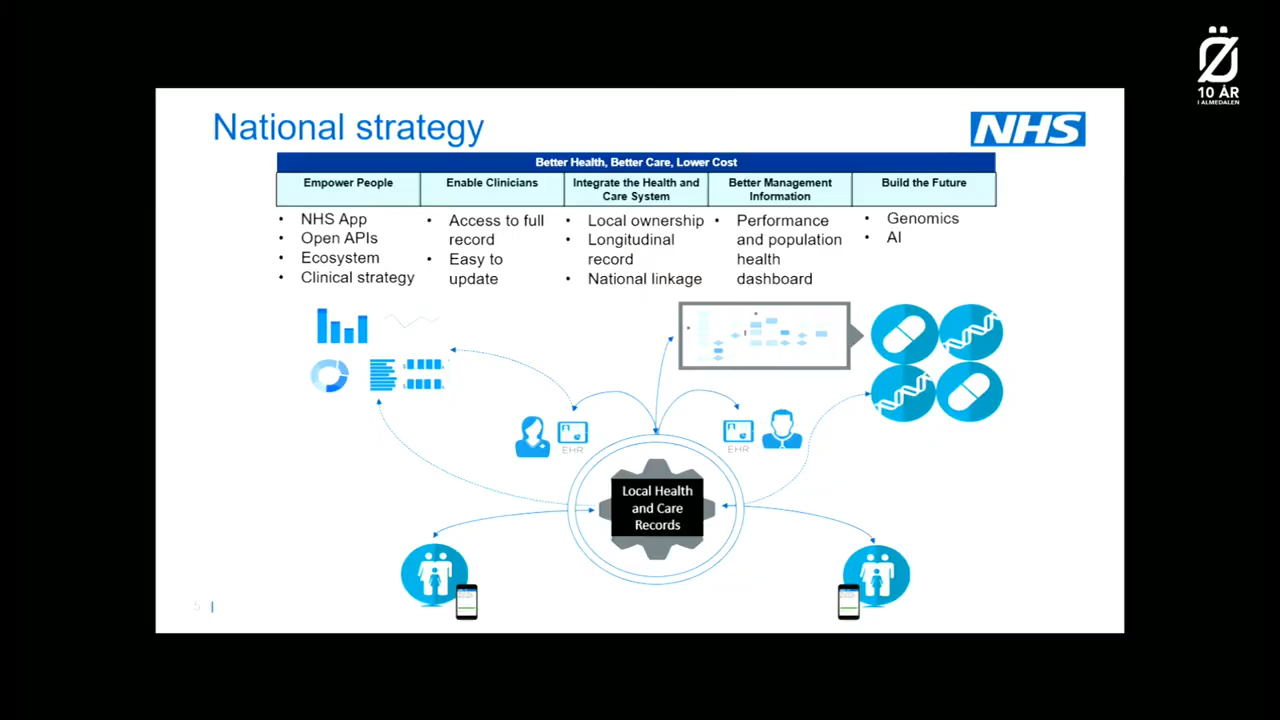 Ö
10 ÅR
I ALMEDALEN
National strategy
NHS
Better Health, Better Care, Lower Cost
Empower People
Enable Clinicians
Integrate the Health and
Care System
Better Management
Information
Build the Future
• NHS App
• Open APIs
• Ecosystem
• Clinical strategy
• Access to full
record
• Easy to
update
• Local ownership
• Longitudinal
record
• National linkage
• Performance
and population
health
dashboard
• Genomics
• AI
EHR
EHR
Local Health
and Care
Records
5 |